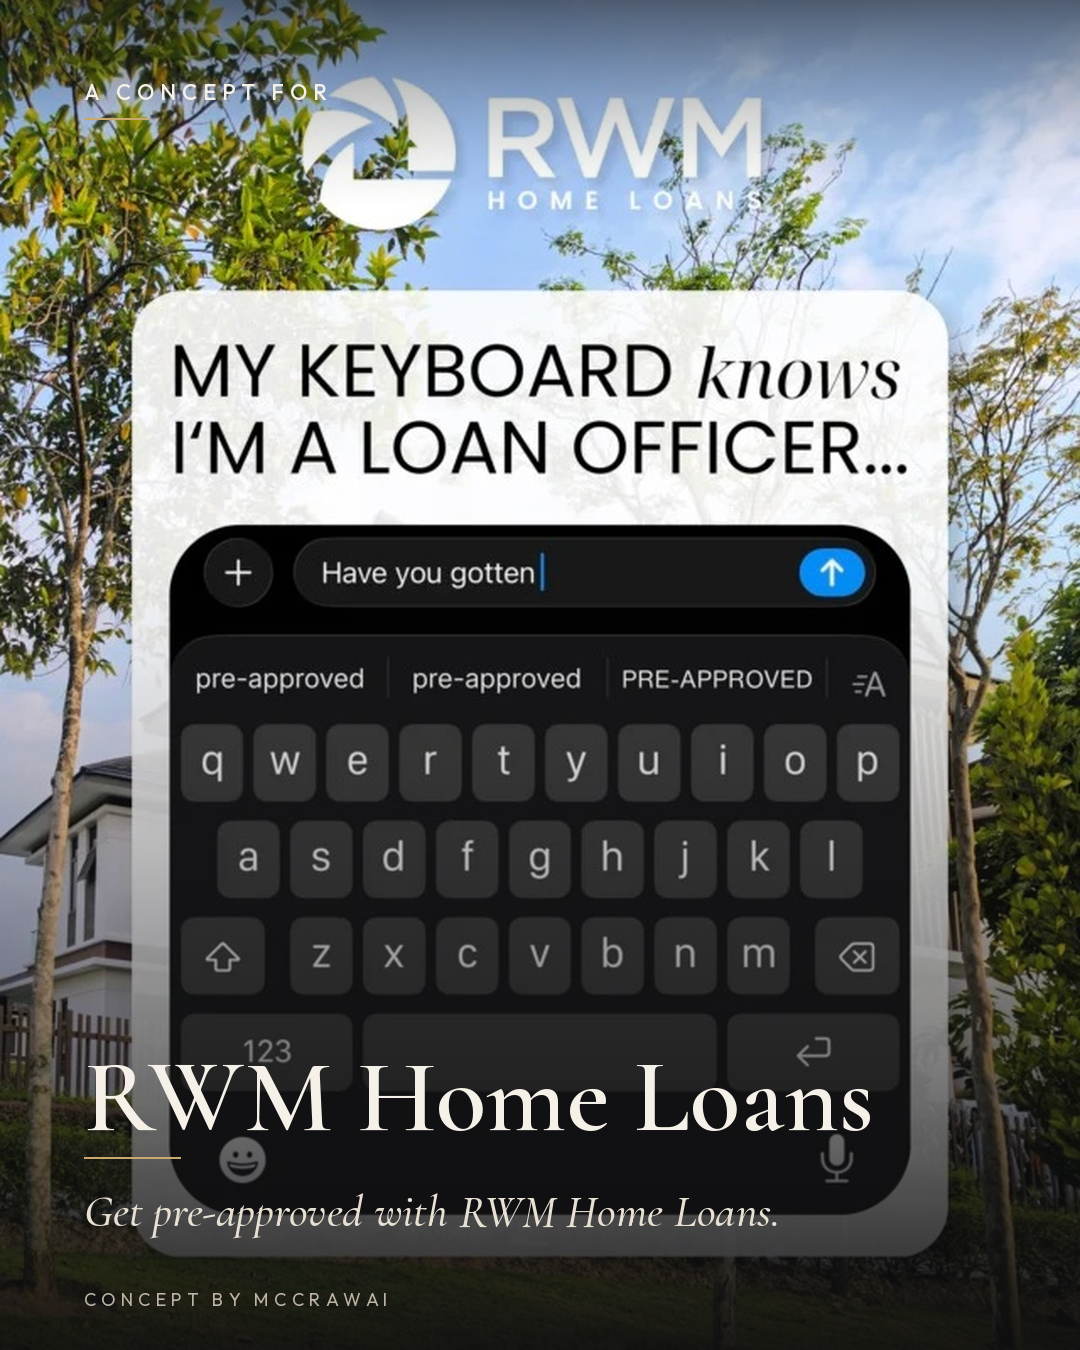 A CONCEPT FOR
RWM
HOME LOANS
MY KEYBOARD knows
I‘M A LOAN OFFICER...
Have you gotten
pre-approved pre-approved PRE-APPROVED A
q w e r t y u i o p
a s d f g h j k l
z x c v b n m
123
RWM Home Loans
Get pre-approved with RWM Home Loans.
CONCEPT BY MCCRAWAI